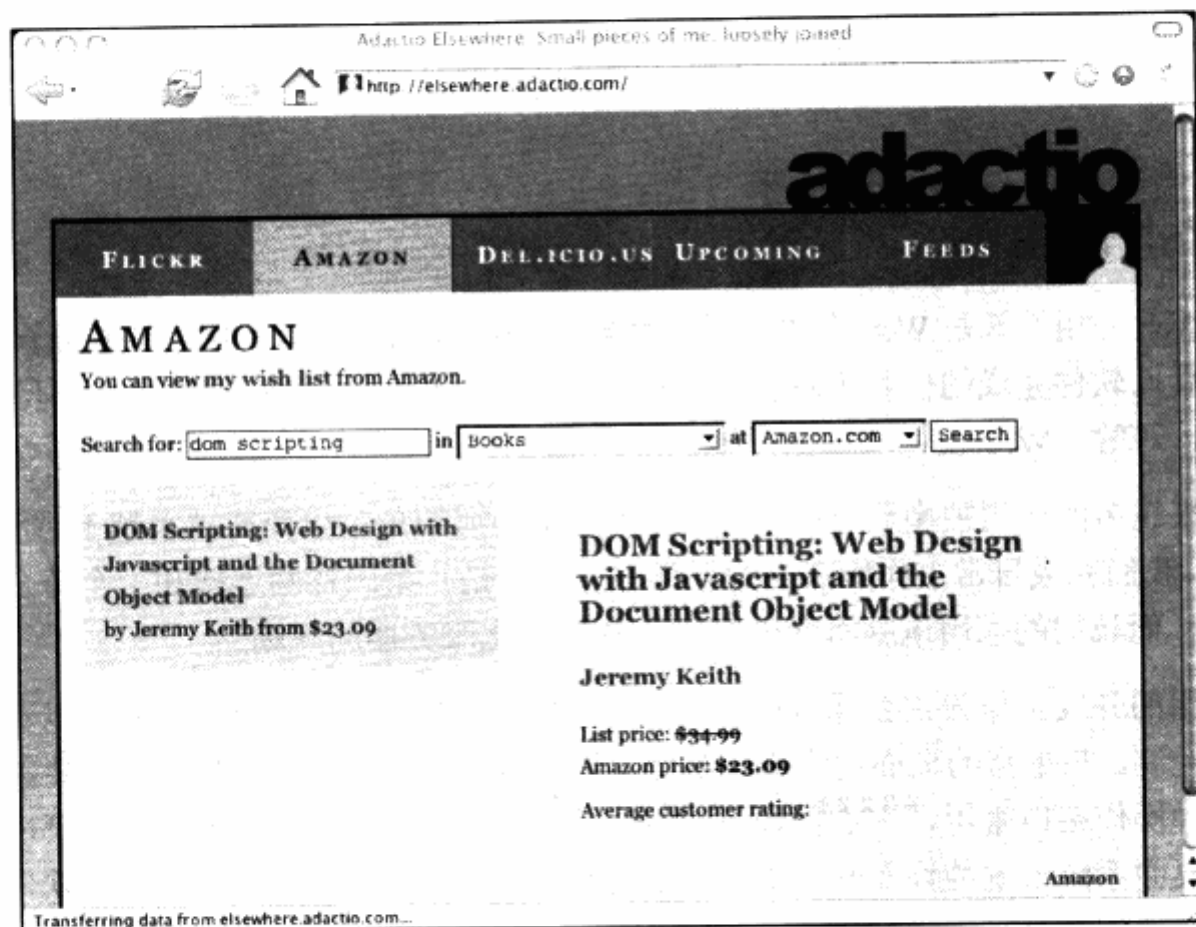 Adactio Elsewhere. Small pieces of me, loosely joined
http://elsewhere.adactio.com/
adactio
FLICKR AMAZON DEL.ICIO.US UPCOMING FEEDS
AMAZON
You can view my wish list from Amazon.
Search for: dom scripting in Books at Amazon.com Search
DOM Scripting: Web Design with
Javascript and the Document
Object Model
by Jeremy Keith from $23.09
DOM Scripting: Web Design
with Javascript and the
Document Object Model
Jeremy Keith
List price: $34.99
Amazon price: $23.09
Average customer rating:
Amazon
Transferring data from elsewhere.adactio.com...